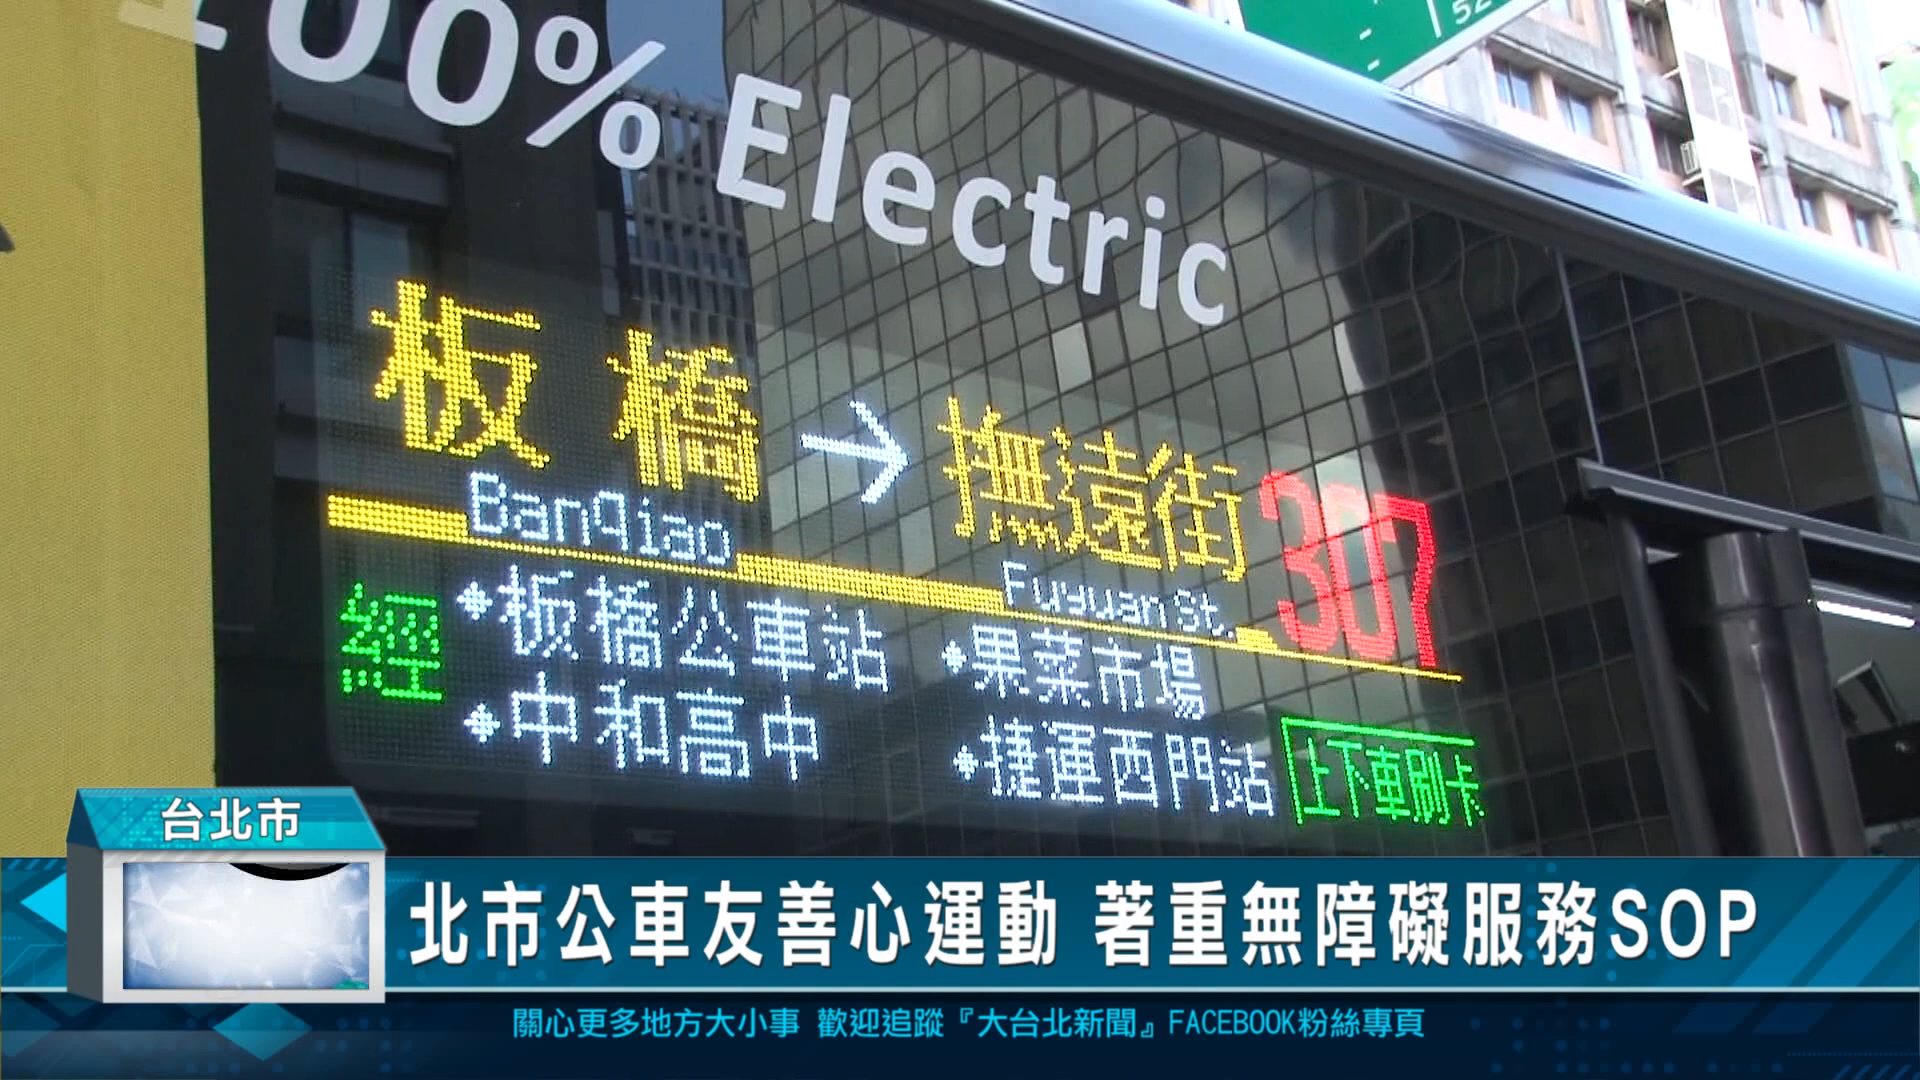 100% Electric
板橋→撫遠街 307
Banqiao Fuyuan St.
經 板橋公車站 果菜市場
中和高中 捷運西門站 上下車刷卡
台北市
北市公車友善心運動 著重無障礙服務SOP
關心更多地方大小事 歡迎追蹤『大台北新聞』FACEBOOK粉絲專頁